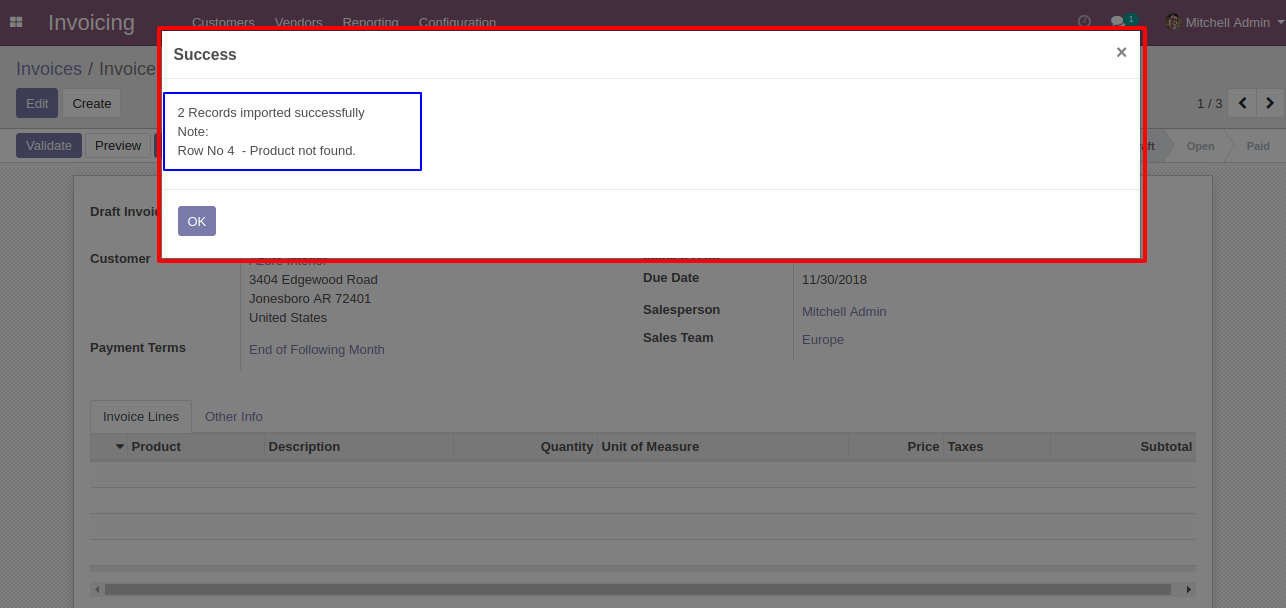 Invoicing
Customers Vendors Reporting Configuration
1
Mitchell Admin
Success ×
Invoices / Invoice
2 Records imported successfully
Note:
Row No 4 - Product not found.
Edit Create
1 / 3
Validate Preview
Open Paid
OK
Customer
3404 Edgewood Road
Jonesboro AR 72401
United States
Due Date 11/30/2018
Salesperson Mitchell Admin
Sales Team Europe
Payment Terms End of Following Month
Invoice Lines Other Info
Product Description Quantity Unit of Measure Price Taxes Subtotal